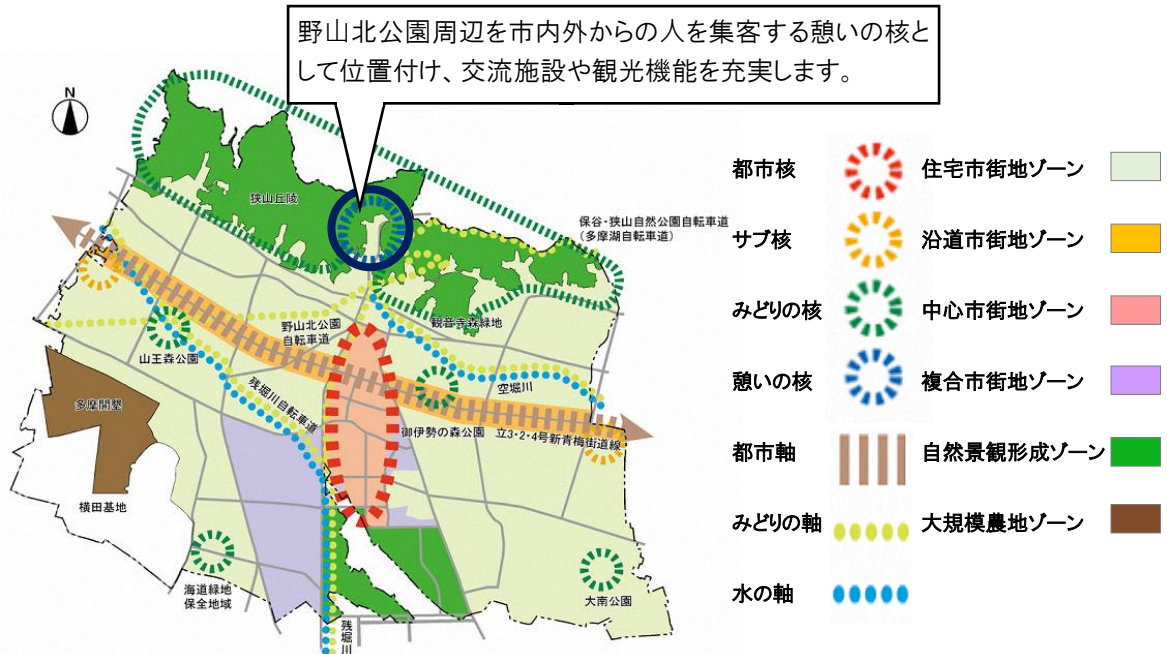 野山北公園周辺を市内外からの人を集客する憩いの核と
して位置付け、交流施設や観光機能を充実します。
N
狭山丘陵
保谷・狭山自然公園自転車道
(多摩湖自転車道)
野山北公園
自転車道
観音寺森緑地
山王森公園
空堀川
多摩開墾
残堀川自転車道
御伊勢の森公園
立3・2・4号新青梅街道線
横田基地
海道緑地
保全地域
大南公園
残堀川
都市核
住宅市街地ゾーン
サブ核
沿道市街地ゾーン
みどりの核
中心市街地ゾーン
憩いの核
複合市街地ゾーン
都市軸
自然景観形成ゾーン
みどりの軸
大規模農地ゾーン
水の軸